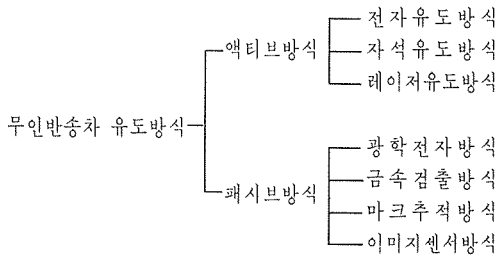 전자유도방식
액티브방식
자석유도방식
레이저유도방식
무인반송차 유도방식
광학전자방식
금속검출방식
패시브방식
마크추적방식
이미지센서방식